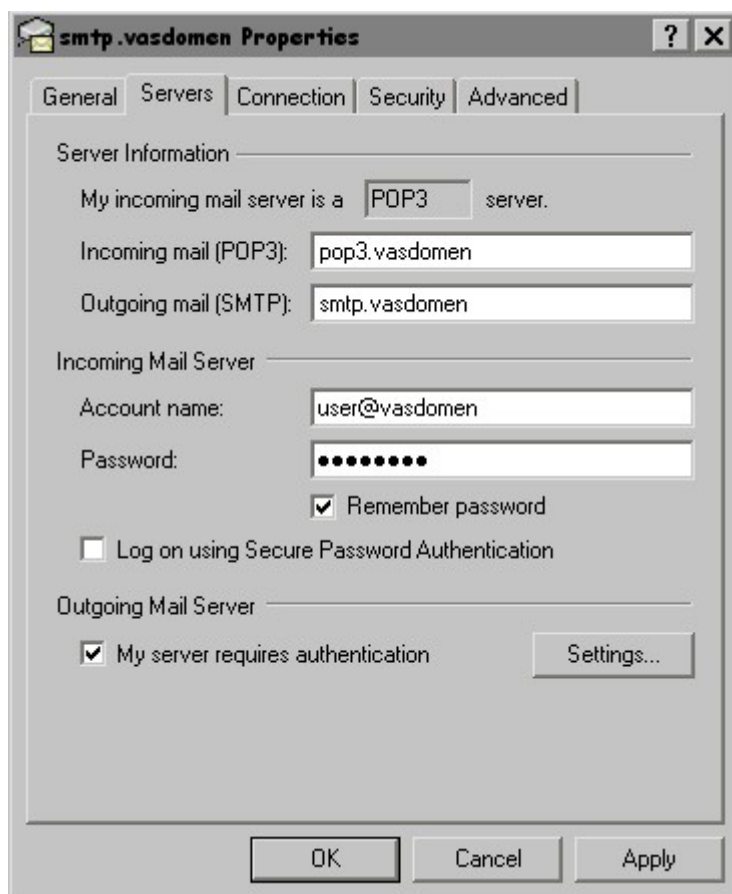 smtp.vasdomen Properties
General Servers Connection Security Advanced
Server Information
My incoming mail server is a POP3 server.
Incoming mail (POP3): pop3.vasdomen
Outgoing mail (SMTP): smtp.vasdomen
Incoming Mail Server
Account name: user@vasdomen
Password: ●●●●●●●●
Remember password
Log on using Secure Password Authentication
Outgoing Mail Server
My server requires authentication Settings...
OK Cancel Apply